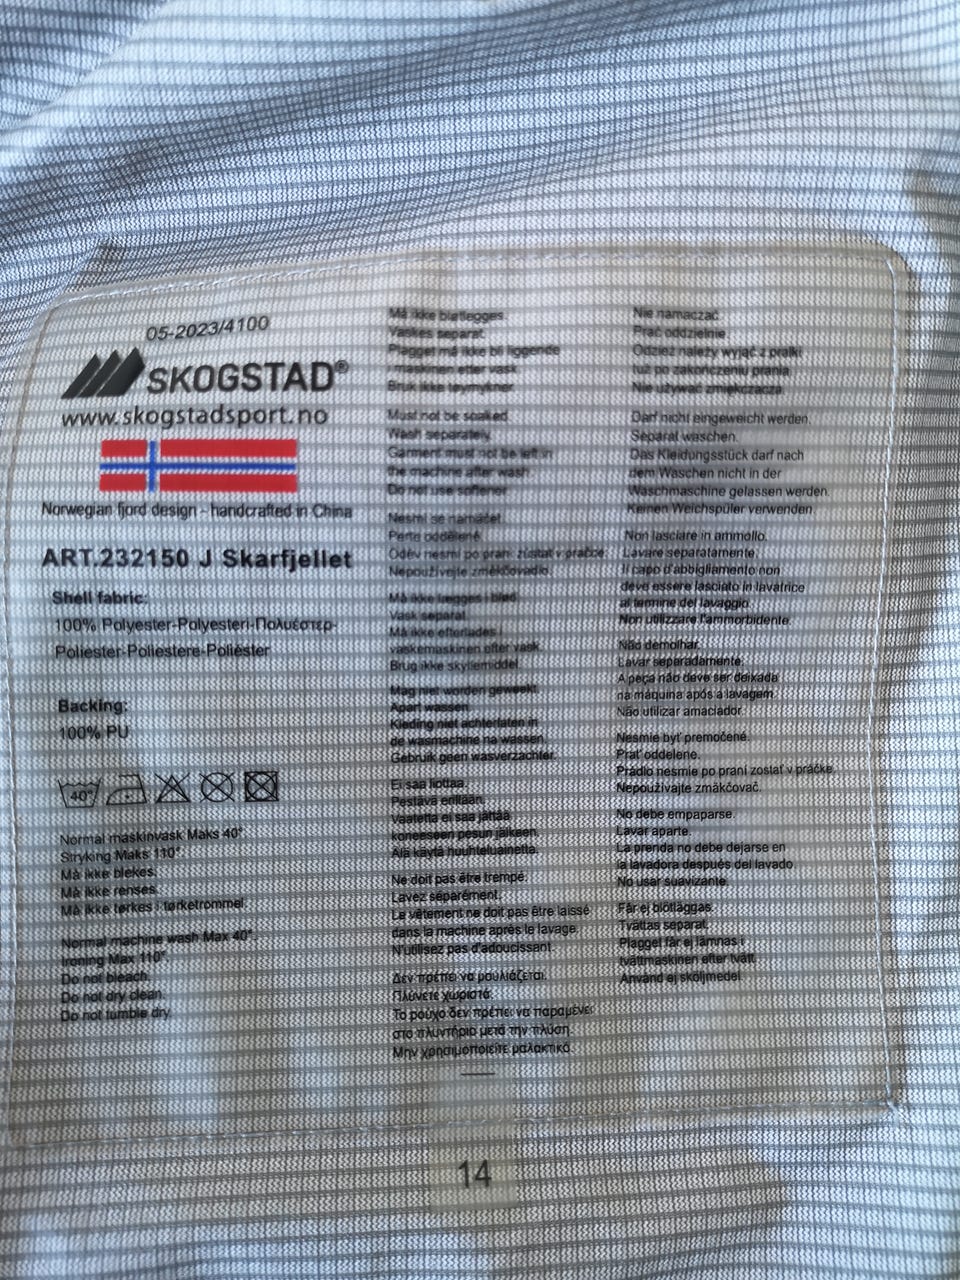 05-2023/4100
SKOGSTAD®
www.skogstadsport.no
Norwegian fjord design - handcrafted in China
ART.232150 J Skarfjellet
Shell fabric:
100% Polyester-Polyesteri-Πολυέστερ-
Poliester-Poliestere-Poliéster
Backing:
100% PU
40°
Normal maskinvask Maks 40°.
Stryking Maks 110°.
Må ikke blekes.
Må ikke renses.
Må ikke tørkes i tørketrommel.
Normal machine wash Max 40°.
Ironing Max 110°.
Do not bleach.
Do not dry clean.
Do not tumble dry.
Må ikke bløtlegges.
Vaskes separat.
Plagget må ikke bli liggende
i maskinen etter vask.
Bruk ikke tøymykner.
Must not be soaked.
Wash separately.
Garment must not be left in
the machine after wash.
Do not use softener.
Nesmí se namáčet.
Perte odděleně.
Oděv nesmí po praní zůstat v pračce.
Nepoužívejte změkčovadlo.
Må ikke lægges i blød.
Vask separat.
Må ikke efterlades i
vaskemaskinen efter vask.
Brug ikke skyllemiddel.
Mag niet worden geweekt.
Apart wassen.
Kleding niet achterlaten in
de wasmachine na wassen.
Gebruik geen wasverzachter.
Ei saa liottaa.
Pestävä erillään.
Vaatetta ei saa jättää
koneeseen pesun jälkeen.
Älä käytä huuhteluainetta.
Ne doit pas être trempé.
Lavez séparément.
Le vêtement ne doit pas être laissé
dans la machine après le lavage.
N'utilisez pas d'adoucissant.
Δεν πρέπει να μουλιάζεται.
Πλύνετε χωριστά.
Το ρούχο δεν πρέπει να παραμένει
στο πλυντήριο μετά την πλύση.
Μην χρησιμοποιείτε μαλακτικό.
Nie namaczać.
Prać oddzielnie.
Odzież należy wyjąć z pralki
tuż po zakończeniu prania.
Nie używać zmiękczacza.
Darf nicht eingeweicht werden.
Separat waschen.
Das Kleidungsstück darf nach
dem Waschen nicht in der
Waschmaschine gelassen werden.
Keinen Weichspüler verwenden.
Non lasciare in ammollo.
Lavare separatamente.
Il capo d'abbigliamento non
deve essere lasciato in lavatrice
al termine del lavaggio.
Non utilizzare l'ammorbidente.
Não demolhar.
Lavar separadamente.
A peça não deve ser deixada
na máquina após a lavagem.
Não utilizar amaciador.
Nesmie byť premočené.
Prať oddelene.
Prádlo nesmie po praní zostať v práčke.
Nepoužívajte zmäkčovač.
No debe empaparse.
Lavar aparte.
La prenda no debe dejarse en
la lavadora después del lavado.
No usar suavizante.
Får ej blötläggas.
Tvättas separat.
Plagget får ej lämnas i
tvättmaskinen efter tvätt.
Använd ej sköljmedel.
14